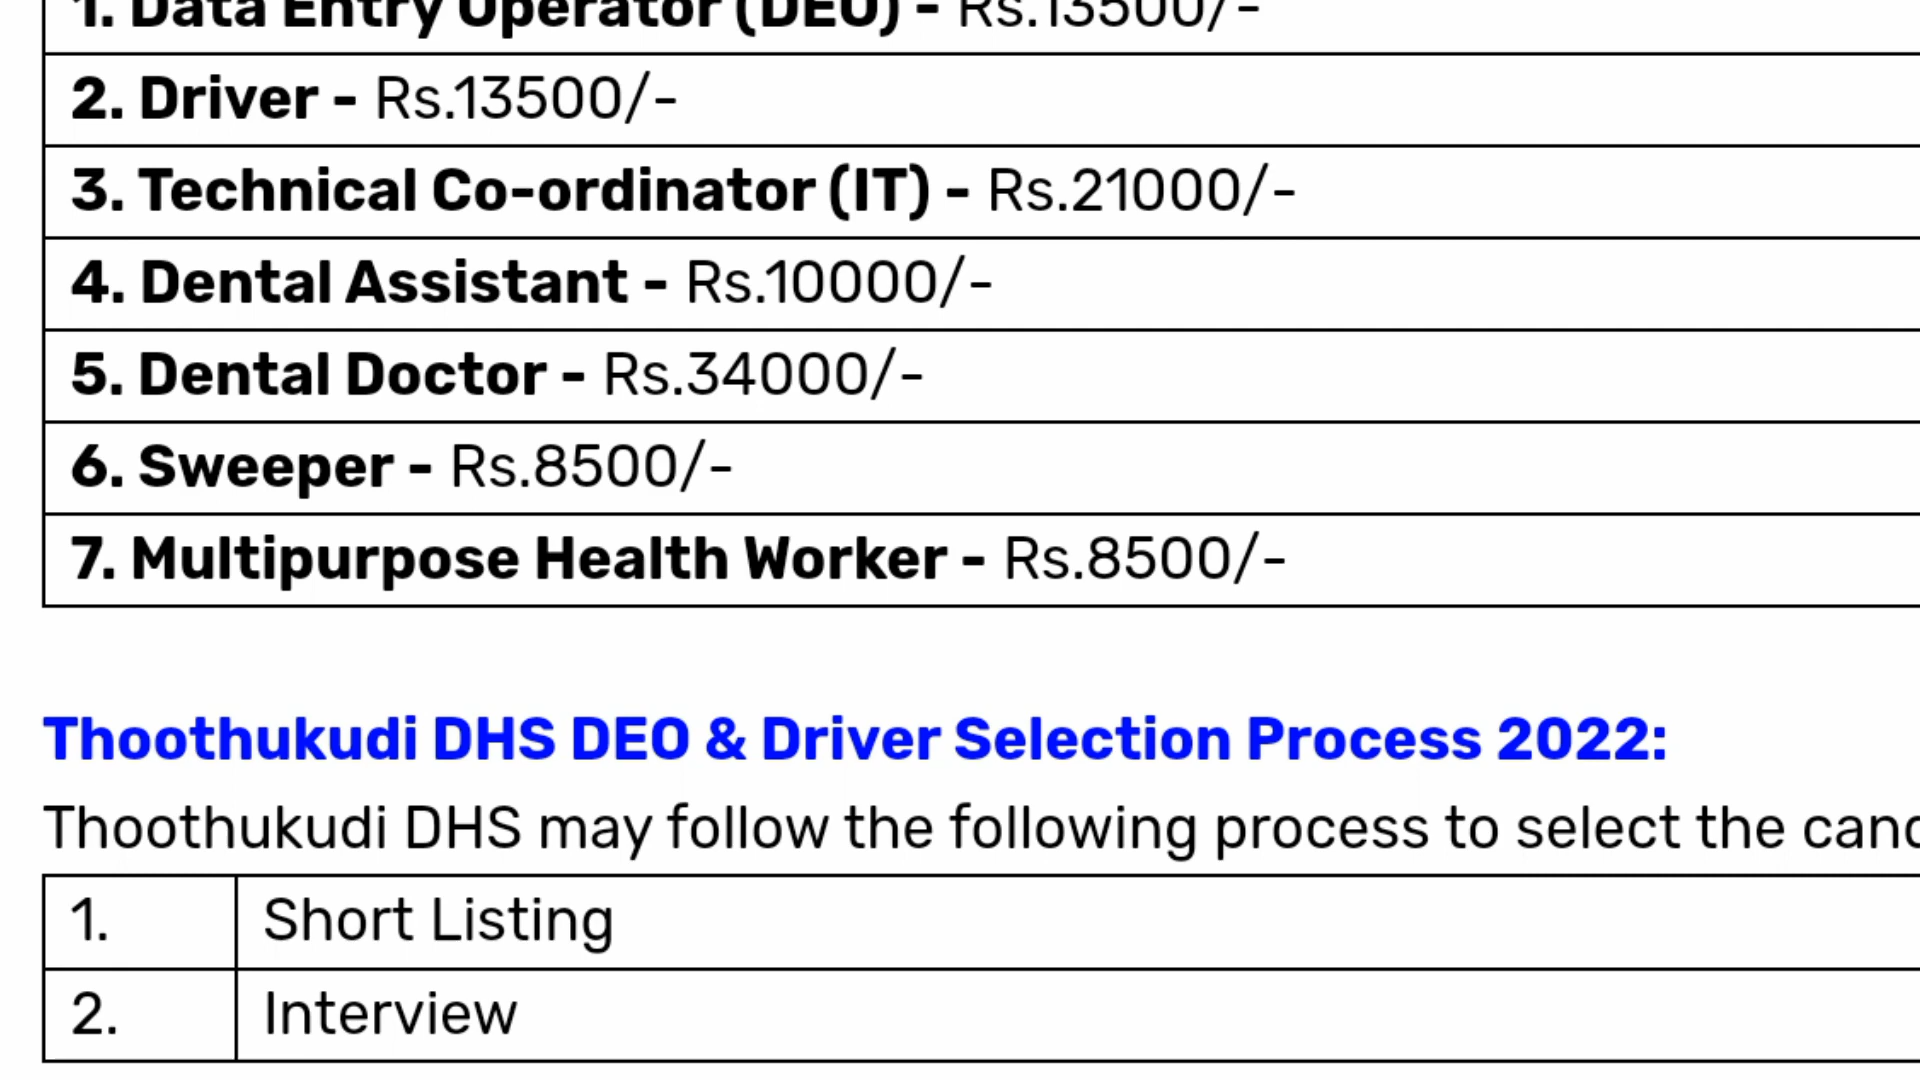 1. Data Entry Operator (DEO) - Rs.13500/-
2. Driver - Rs.13500/-
3. Technical Co-ordinator (IT) - Rs.21000/-
4. Dental Assistant - Rs.10000/-
5. Dental Doctor - Rs.34000/-
6. Sweeper - Rs.8500/-
7. Multipurpose Health Worker - Rs.8500/-
Thoothukudi DHS DEO & Driver Selection Process 2022:
Thoothukudi DHS may follow the following process to select the
1. Short Listing
2. Interview